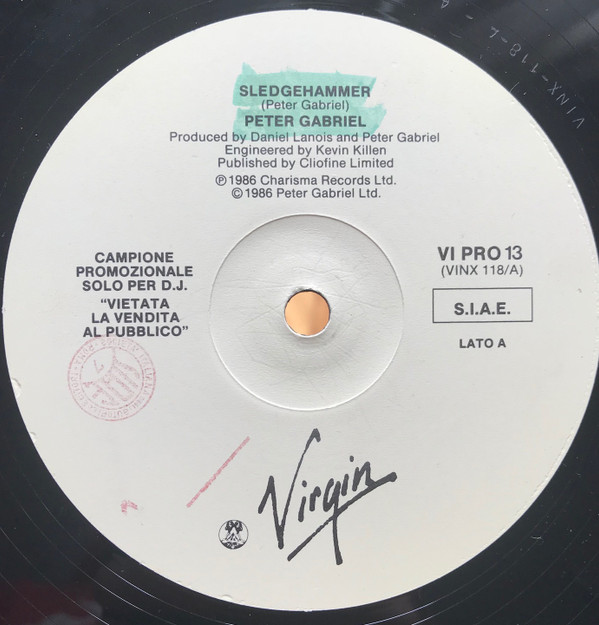 SLEDGEHAMMER
(Peter Gabriel)
PETER GABRIEL
Produced by Daniel Lanois and Peter Gabriel
Engineered by Kevin Killen
Published by Cliofine Limited
℗ 1986 Charisma Records Ltd.
© 1986 Peter Gabriel Ltd.
CAMPIONE
PROMOZIONALE
SOLO PER D.J.
"VIETATA
LA VENDITA
AL PUBBLICO"
VI PRO 13
(VINX 118/A)
S.I.A.E.
LATO A
Virgin
VINX-118-